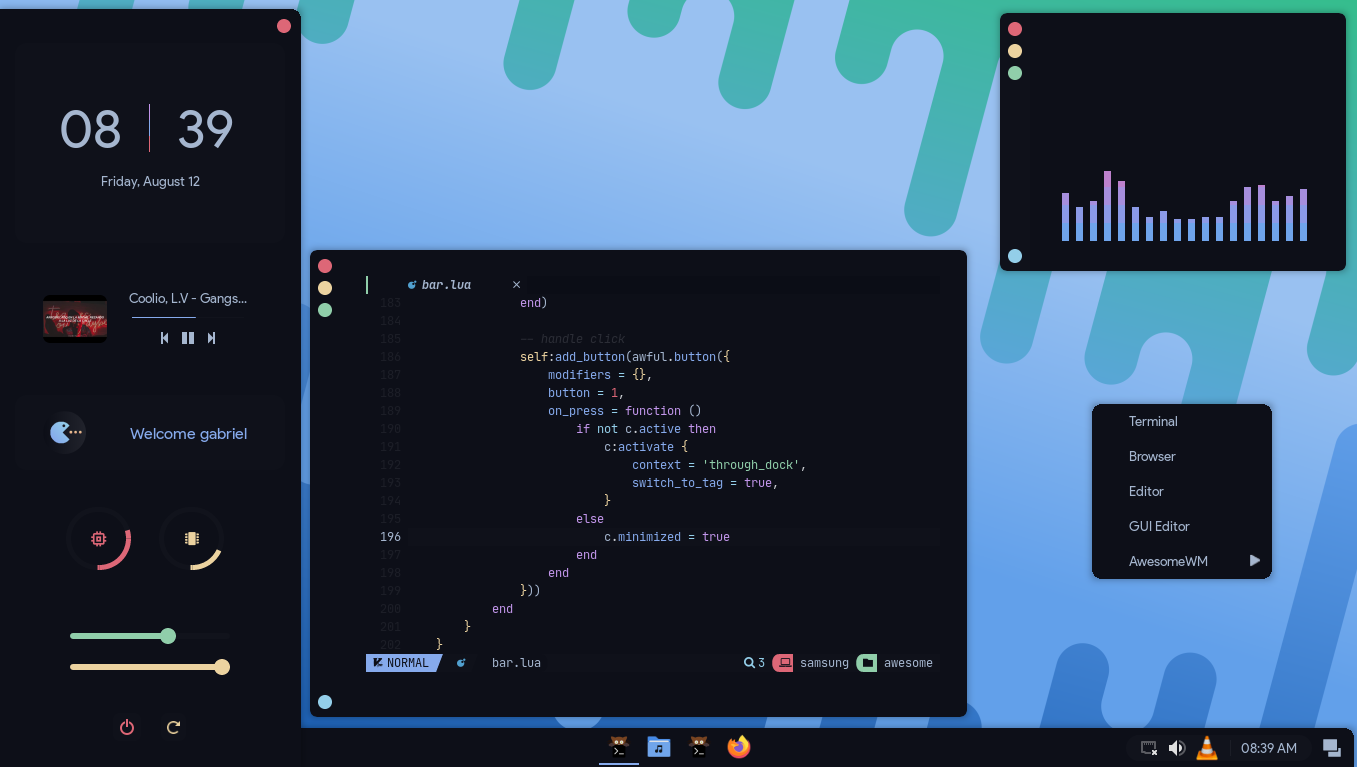 08 39
Friday, August 12
Coolio, L.V - Gangs...
Welcome gabriel
bar.lua ×
183 end)
184
185 -- handle click
186 self:add_button(awful.button({
187 modifiers = {},
188 button = 1,
189 on_press = function ()
190 if not c.active then
191 c:activate {
192 context = 'through_dock',
193 switch_to_tag = true,
194 }
195 else
196 c.minimized = true
197 end
198 end
199 }))
200 end
201 }
202 }
NORMAL bar.lua 3 samsung awesome
Terminal
Browser
Editor
GUI Editor
AwesomeWM
08:39 AM